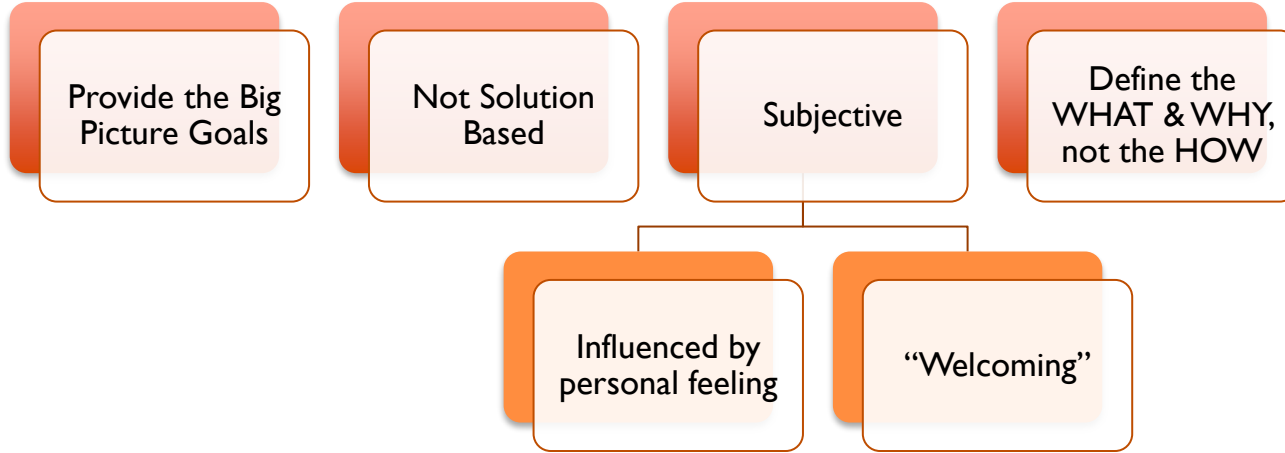 Provide the Big
Picture Goals
Not Solution
Based
Subjective
Define the
WHAT & WHY,
not the HOW
Influenced by
personal feeling
“Welcoming”